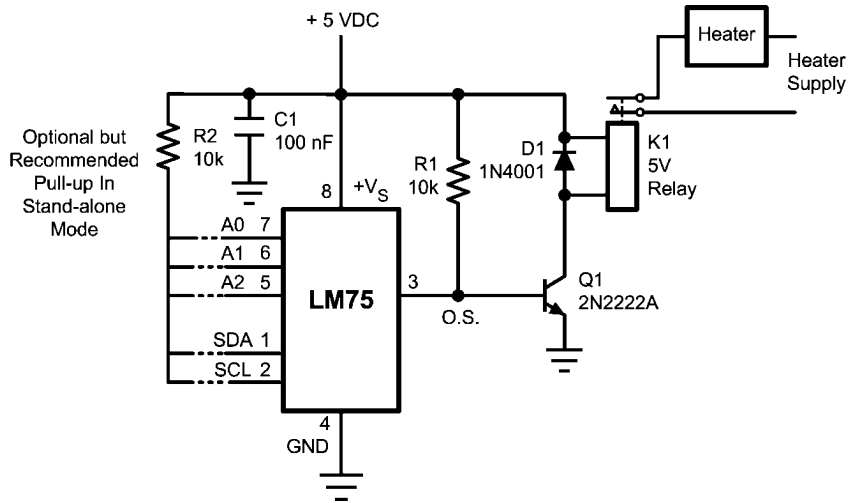 + 5 VDC
Heater
Heater
Supply
Optional but
Recommended
Pull-up In
Stand-alone
Mode
R2
10k
C1
100 nF
R1
10k
D1
1N4001
K1
5V
Relay
8
+VS
A0 7
A1 6
A2 5
LM75
3
O.S.
Q1
2N2222A
SDA 1
SCL 2
4
GND